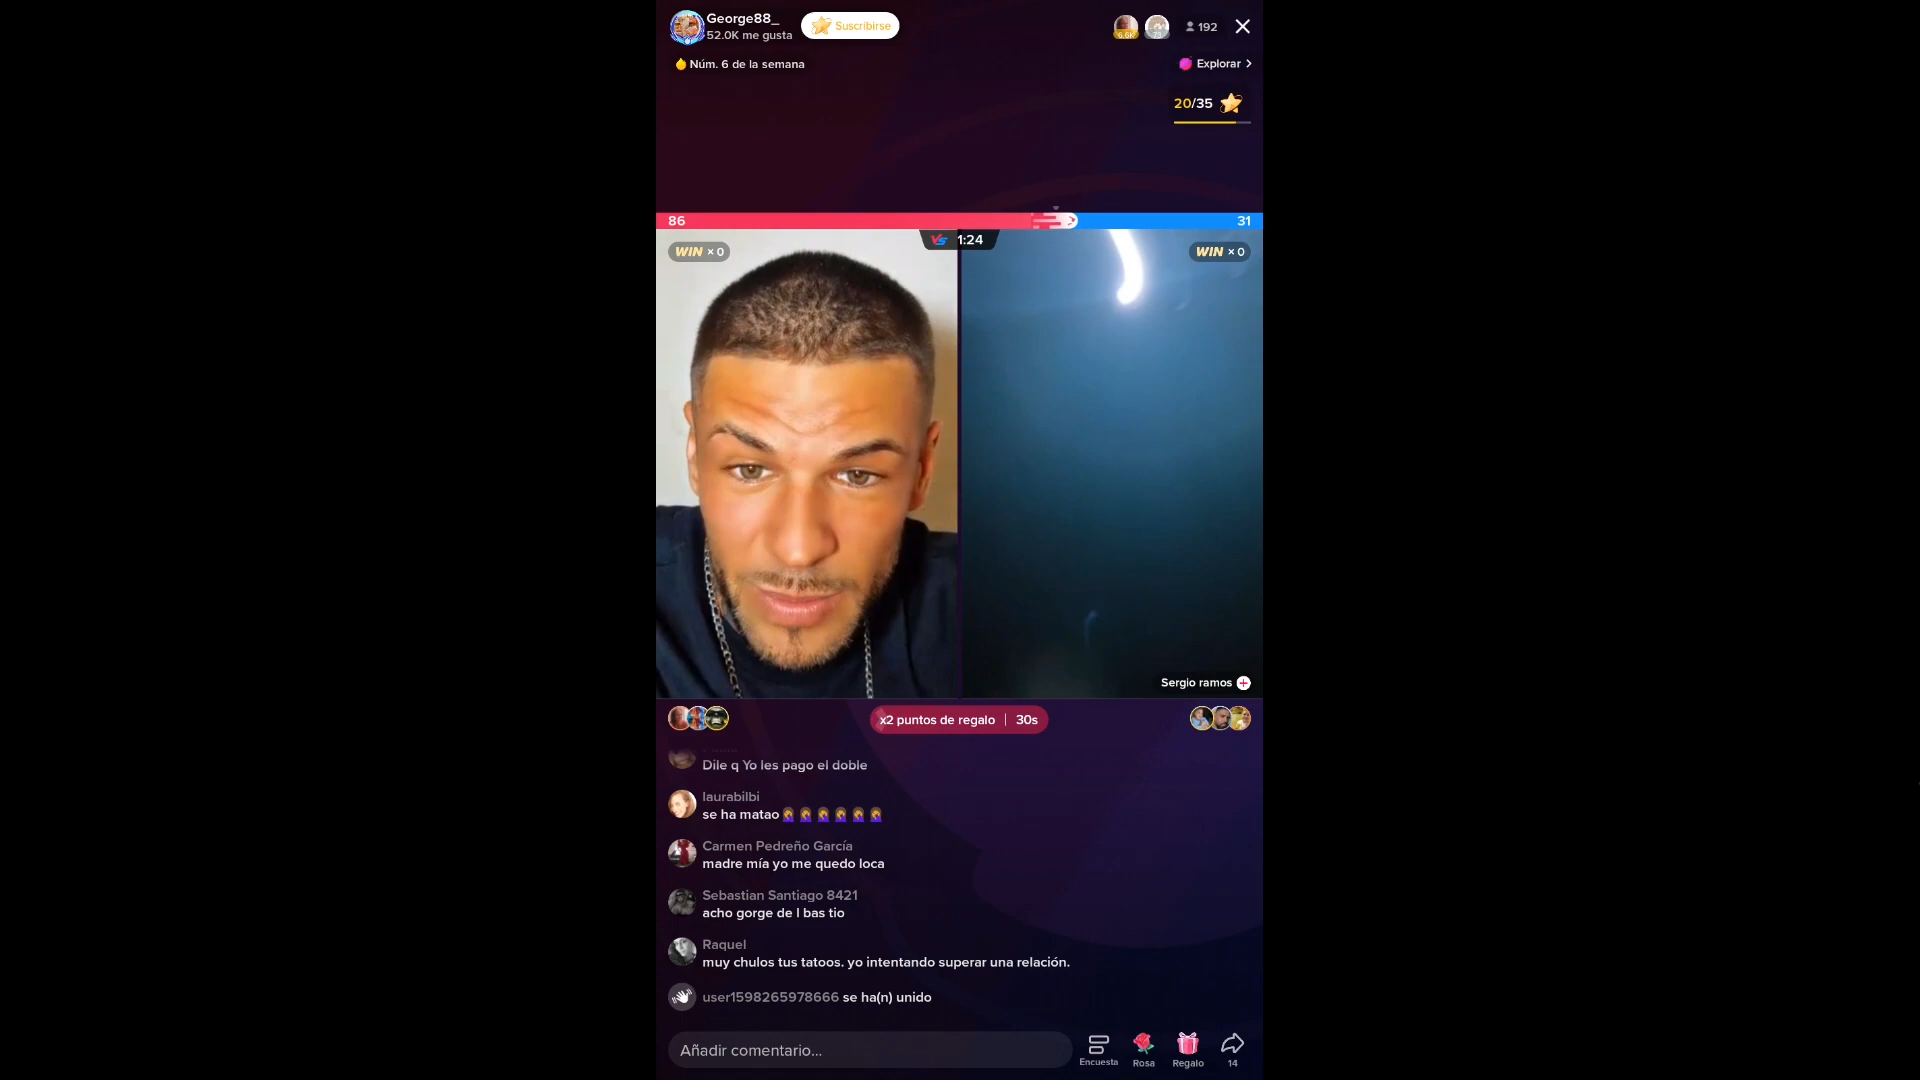 George88_
52.0K me gusta
Suscribirse
6.6K
73
192
Núm. 6 de la semana
Explorar
20/35
86
31
WIN × 0
VS 1:24
WIN × 0
Sergio ramos
x2 puntos de regalo | 30s
Dile q Yo les pago el doble
laurabilbi
se ha matao
Carmen Pedreño García
madre mía yo me quedo loca
Sebastian Santiago 8421
acho gorge de l bas tio
Raquel
muy chulos tus tatoos. yo intentando superar una relación.
user1598265978666 se ha(n) unido
Añadir comentario...
Encuesta
Rosa
Regalo
14